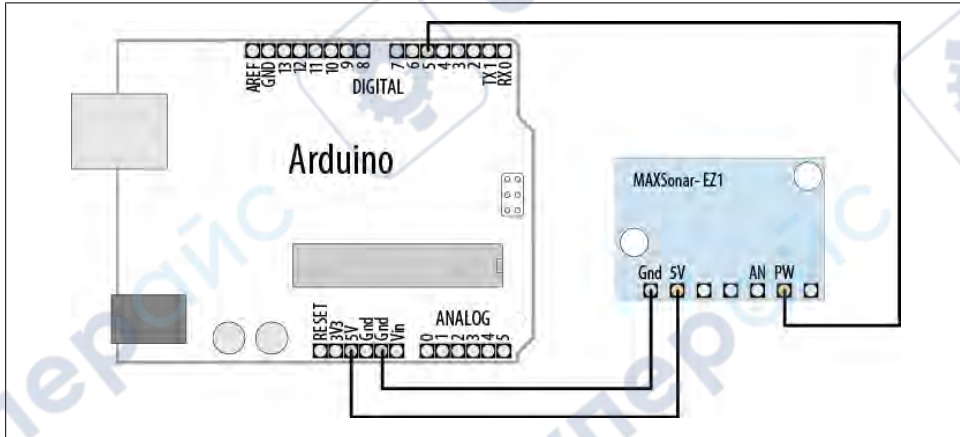 AREF
GND
13
12
11
10
9
8
7
6
5
4
3
2
TX 1
RX 0
DIGITAL
Arduino
MAXSonar- EZ1
Gnd 5V AN PW
RESET
3V3
5V
Gnd
Gnd
Vin
ANALOG
0
1
2
3
4
5